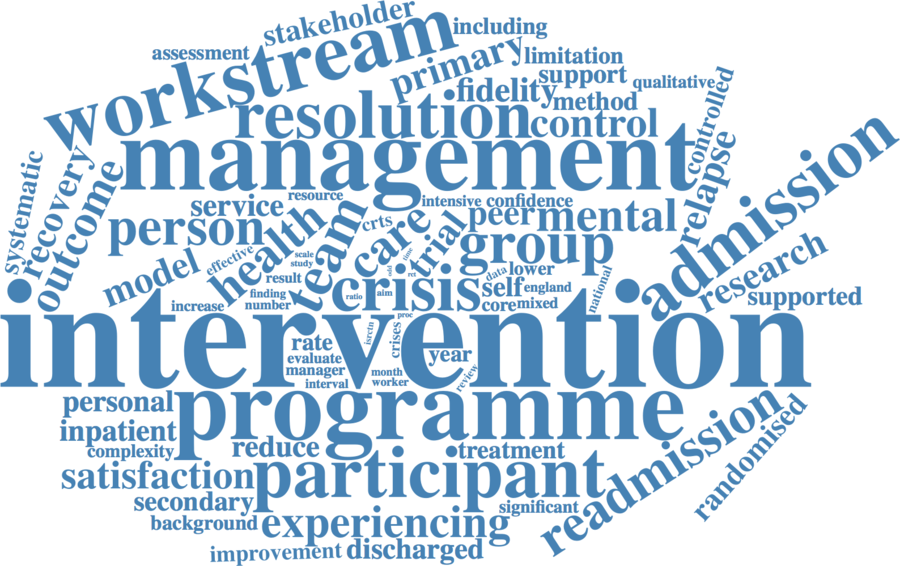 stakeholder
including
assessment
workstream
primary
limitation
support
qualitative
fidelity
method
controlled
resolution
control
management
admission
systematic
recovery
outcome
relapse
resource
service
intensive
confidence
person
health
team
crts
care
trial
peer
mental
group
model
effective
scale
study
time
odd
ret
result
crisis
data
lower
self
england
national
research
supported
finding
number
increase
ratio
aim
core
mixed
intervention
proc
isrctn
crises
rate
evaluate
manager
interval
year
month
worker
review
personal
programme
inpatient
complexity
reduce
treatment
readmission
randomised
satisfaction
participant
secondary
significant
background
experiencing
improvement
discharged